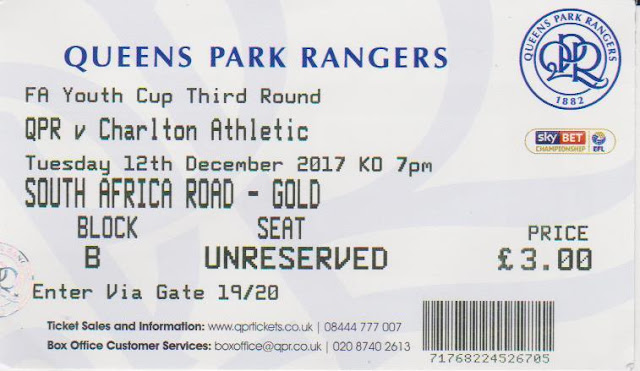 QUEENS PARK RANGERS
QUEENS PARK RANGERS
QPR
1882
FA Youth Cup Third Round
QPR v Charlton Athletic
sky BET
CHAMPIONSHIP
EFL
Tuesday 12th December 2017 KO 7pm
SOUTH AFRICA ROAD - GOLD
BLOCK SEAT PRICE
B UNRESERVED £3.00
Enter Via Gate 19/20
Ticket Sales and Information: www.qprtickets.co.uk | 08444 777 007
Box Office Customer Services: boxoffice@qpr.co.uk | 020 8740 2613
71768224526705